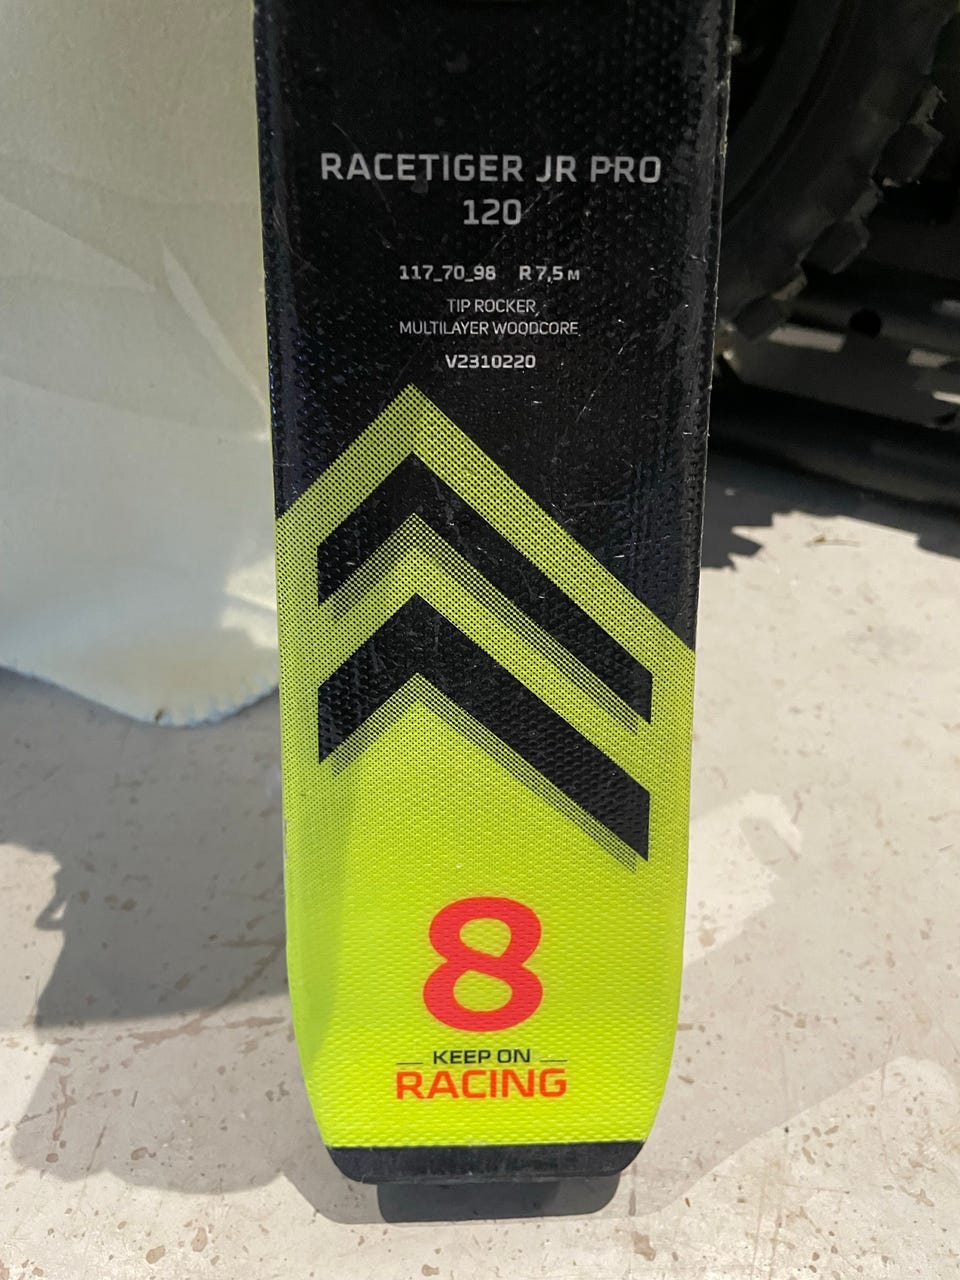 RACETIGER JR PRO
120
117_70_98 R 7,5 M
TIP ROCKER
MULTILAYER WOODCORE
V2310220
8
KEEP ON
RACING